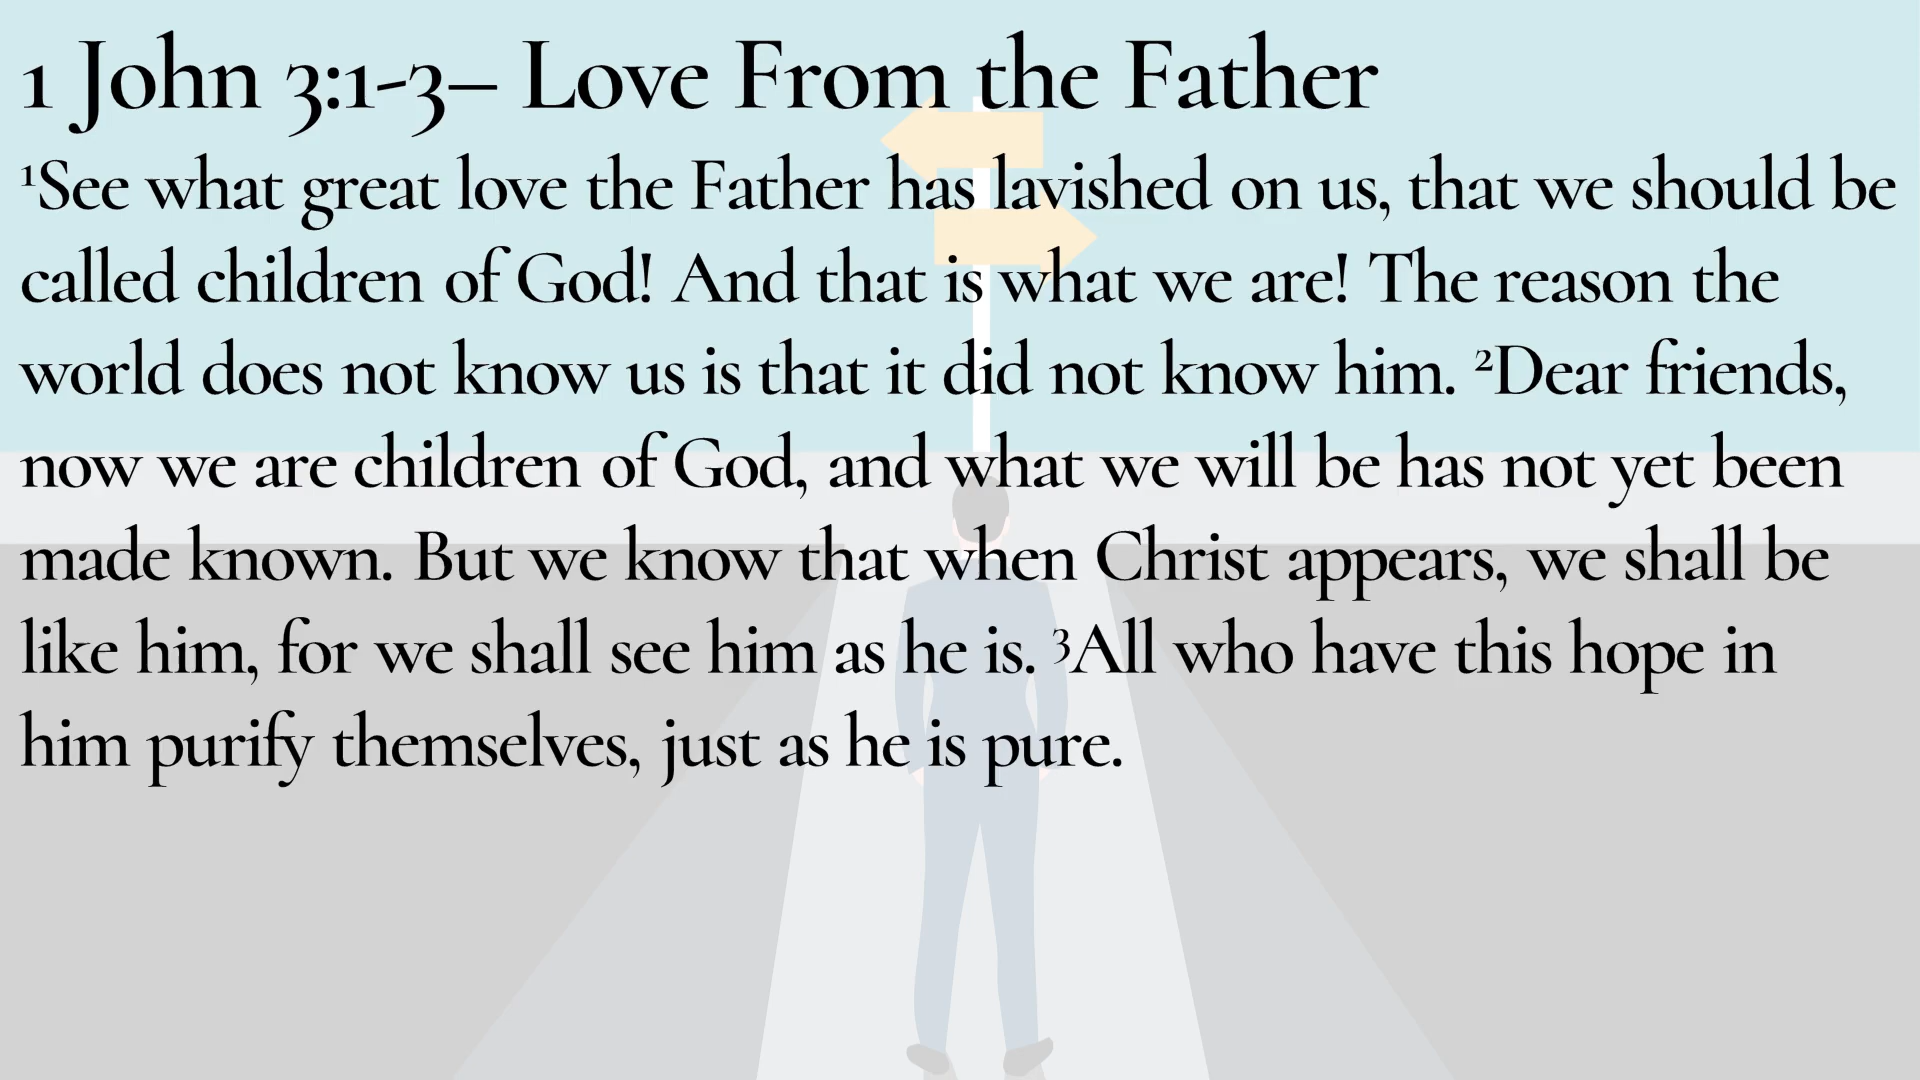 1 John 3:1-3– Love From the Father
¹See what great love the Father has lavished on us, that we should be
called children of God! And that is what we are! The reason the
world does not know us is that it did not know him. ²Dear friends,
now we are children of God, and what we will be has not yet been
made known. But we know that when Christ appears, we shall be
like him, for we shall see him as he is. ³All who have this hope in
him purify themselves, just as he is pure.